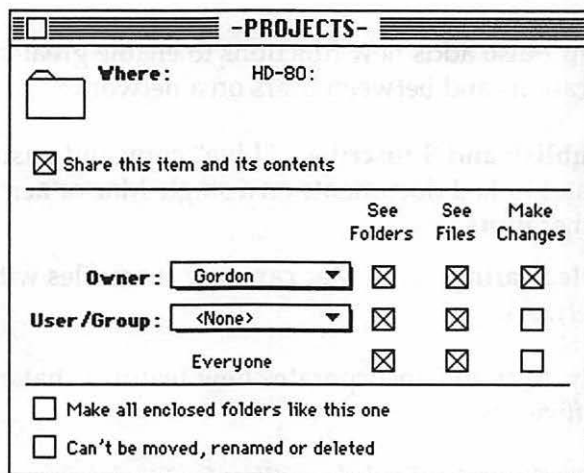 -PROJECTS-
Where: HD-80:
Share this item and its contents
See See Make
Folders Files Changes
Owner: Gordon
User/Group: <None>
Everyone
Make all enclosed folders like this one
Can't be moved, renamed or deleted